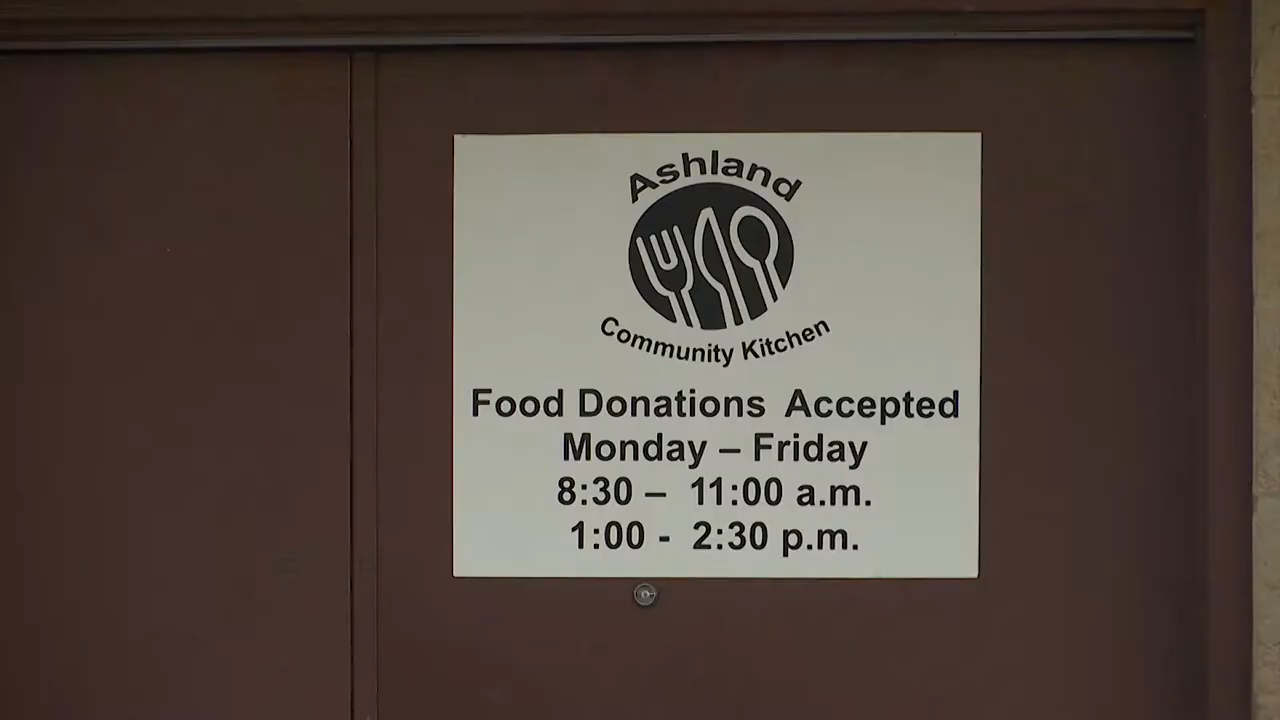 Ashland
Community Kitchen
Food Donations Accepted
Monday – Friday
8:30 – 11:00 a.m.
1:00 - 2:30 p.m.